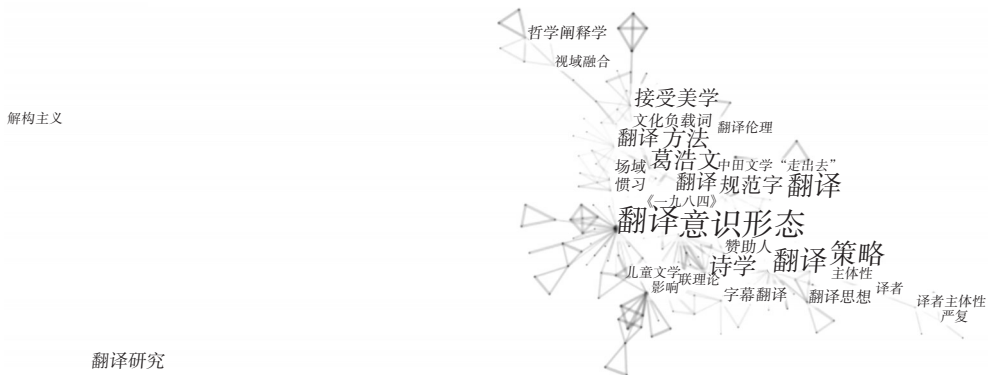 哲学阐释学
视域融合
接受美学
解构主义
文化负载词
翻译伦理
翻译方法
葛浩文
中国文学“走出去”
场域
惯习
翻译规范字
翻译
《一九八四》
翻译意识形态
赞助人
翻译策略
诗学
主体性
儿童文学
联理论
影响
译者
字幕翻译
翻译思想
译者主体性
严复
翻译研究